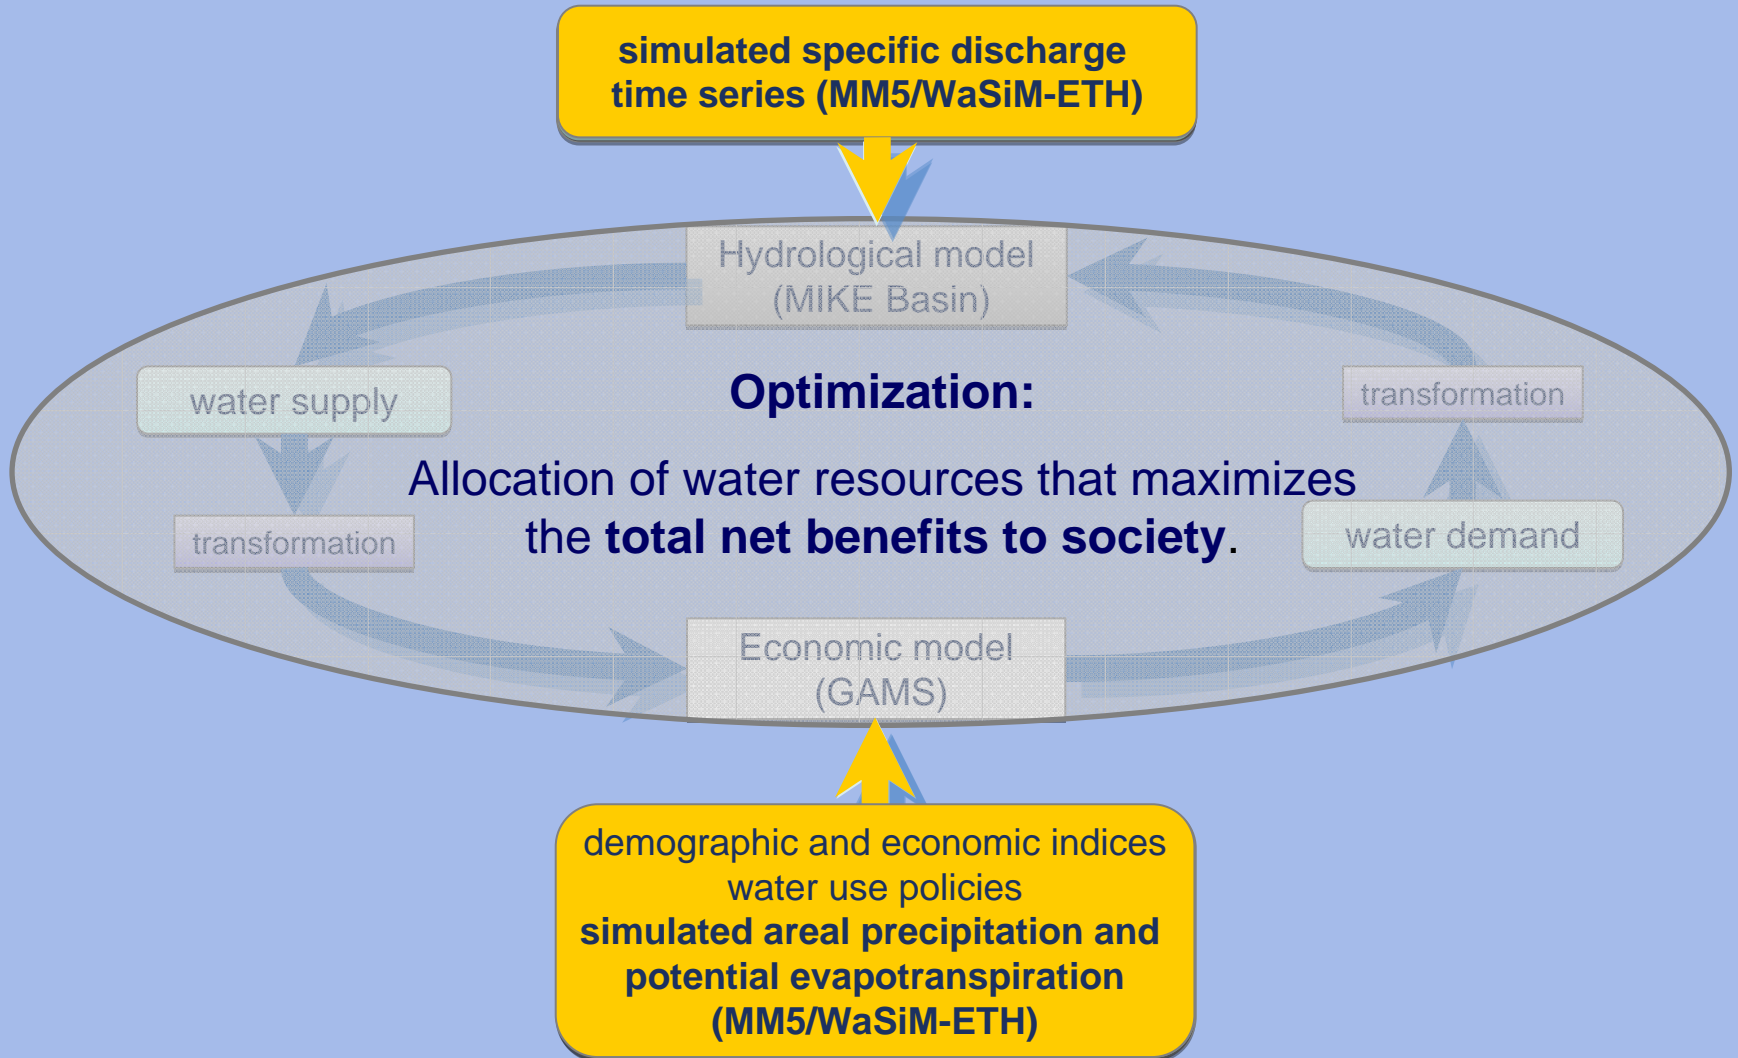 simulated specific discharge
time series (MM5/WaSiM-ETH)
Hydrological model
(MIKE Basin)
water supply
Optimization:
transformation
Allocation of water resources that maximizes
the total net benefits to society.
transformation
water demand
Economic model
(GAMS)
demographic and economic indices
water use policies
simulated areal precipitation and
potential evapotranspiration
(MM5/WaSiM-ETH)